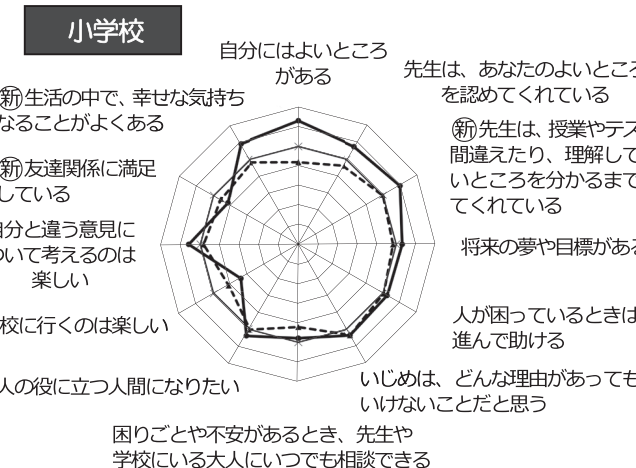 小学校
自分にはよいところ
がある
先生は、あなたのよいところ
を認めてくれている
新 先生は、授業やテス
間違えたり、理解して
いところを分かるまで
てくれている
将来の夢や目標がある
人が困っているときは
進んで助ける
いじめは、どんな理由があっても
いけないことだと思う
困りごとや不安があるとき、先生や
学校にいる大人にいつでも相談できる
人の役に立つ人間になりたい
校に行くのは楽しい
自分と違う意見に
ついて考えるのは
楽しい
新 友達関係に満足
している
新 生活の中で、幸せな気持ち
なることがよくある